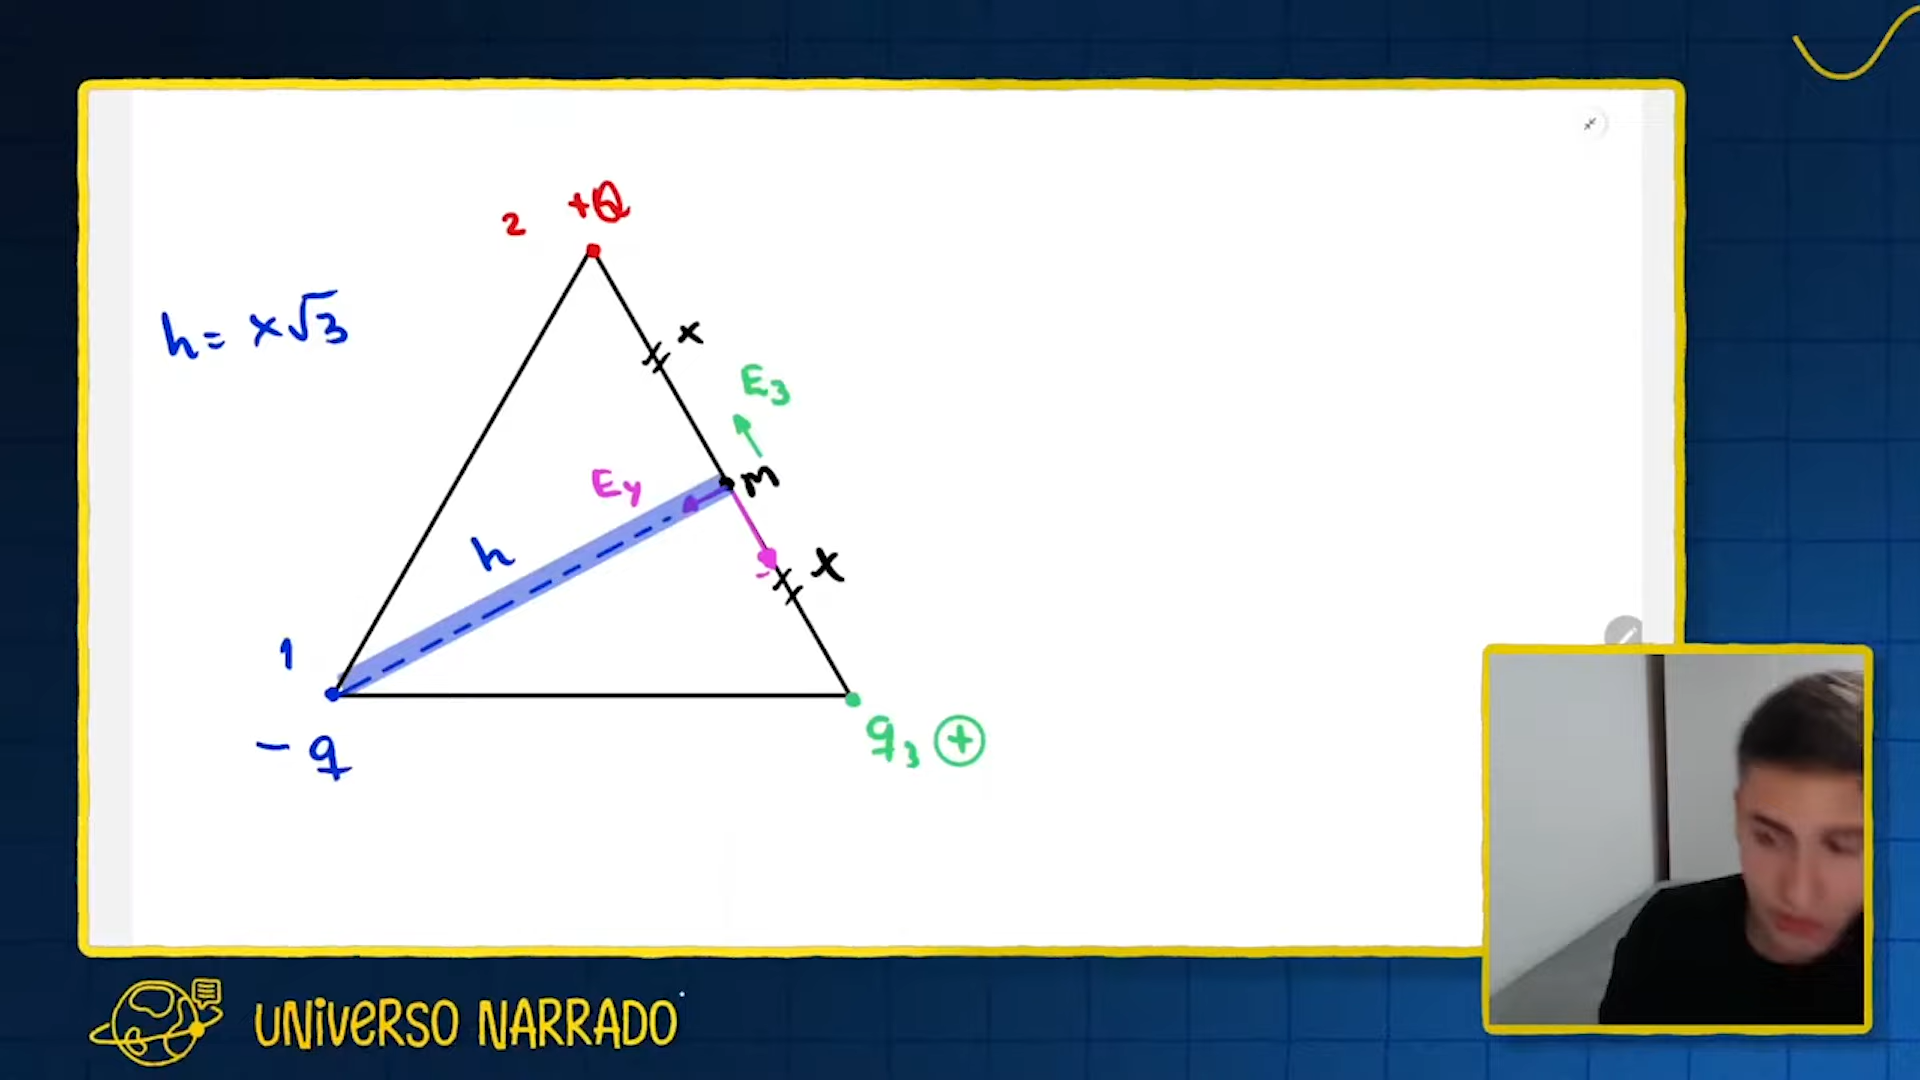 2 +Q
h = x√3
x
E3
Ey
M
h
x
1
- q
q3 +
UNIVERSO NARRADO